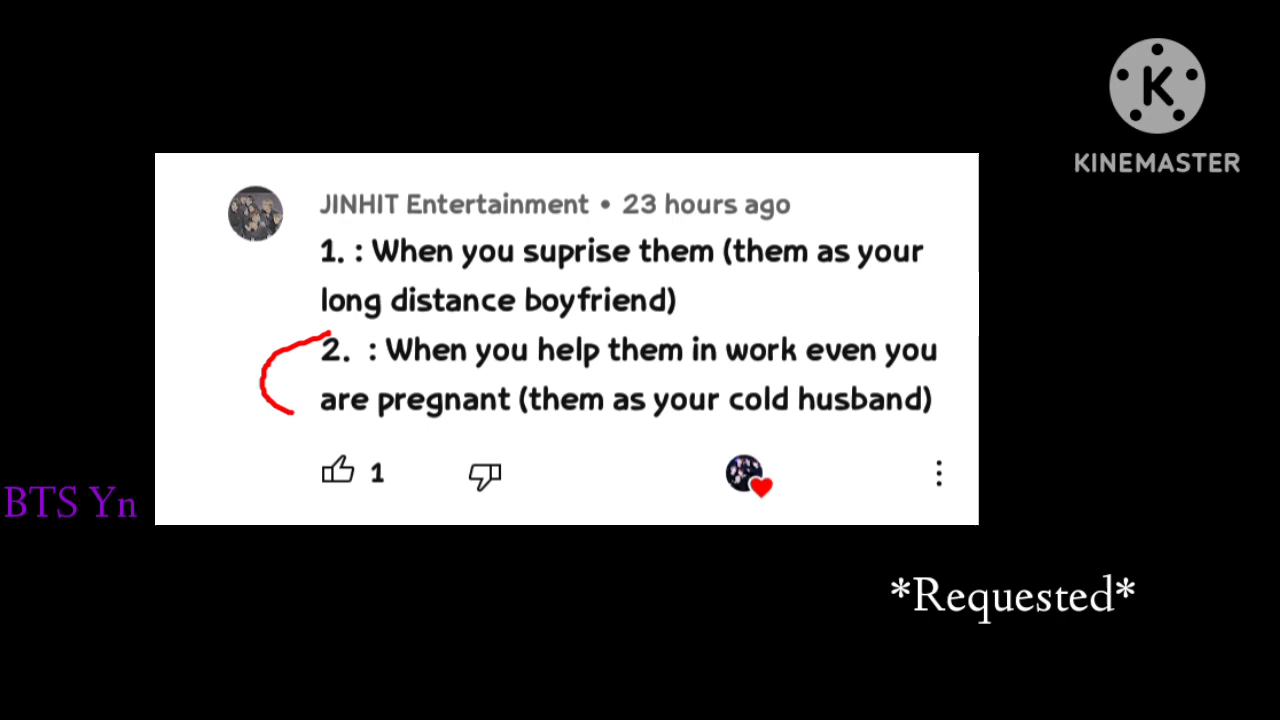 K
KINEMASTER
JINHIT Entertainment • 23 hours ago
1. : When you suprise them (them as your
long distance boyfriend)
2. : When you help them in work even you
are pregnant (them as your cold husband)
1
BTS Yn
*Requested*